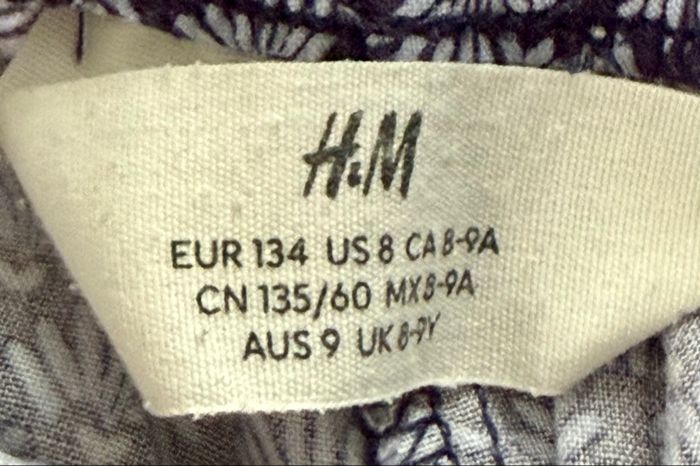 H&M
EUR 134 US 8 CA 8-9A
CN 135/60 MX 8-9A
AUS 9 UK 8-9Y